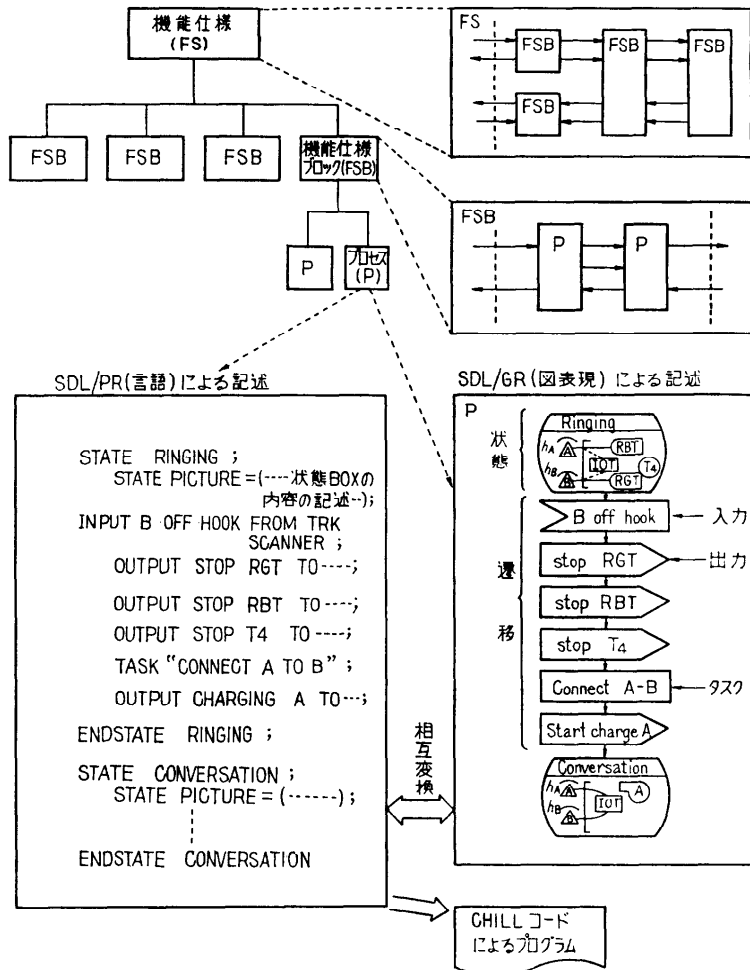 機能仕様
(FS)
FSB
FSB
FSB
機能仕様
ブロック(FSB)
P
プロセス
(P)
FS
FSB
FSB
FSB
FSB
FSB
P
P
SDL/PR(言語)による記述
STATE RINGING ;
STATE PICTURE=(----状態BOXの
内容の記述--);
INPUT B OFF HOOK FROM TRK
SCANNER ;
OUTPUT STOP RGT TO----;
OUTPUT STOP RBT TO----;
OUTPUT STOP T4 TO----;
TASK "CONNECT A TO B" ;
OUTPUT CHARGING A TO---;
ENDSTATE RINGING ;
STATE CONVERSATION ;
STATE PICTURE = (------);
ENDSTATE CONVERSATION
相互変換
SDL/GR(図表現)による記述
P
状態
Ringing
hA A RBT
IOT T4
hB B RGT
遷移
B off hook
入力
stop RGT
出力
stop RBT
stop T4
Connect A-B
タスク
Start charge A
Conversation
hA A A
IOT
hB B
CHILL コード
によるプログラム